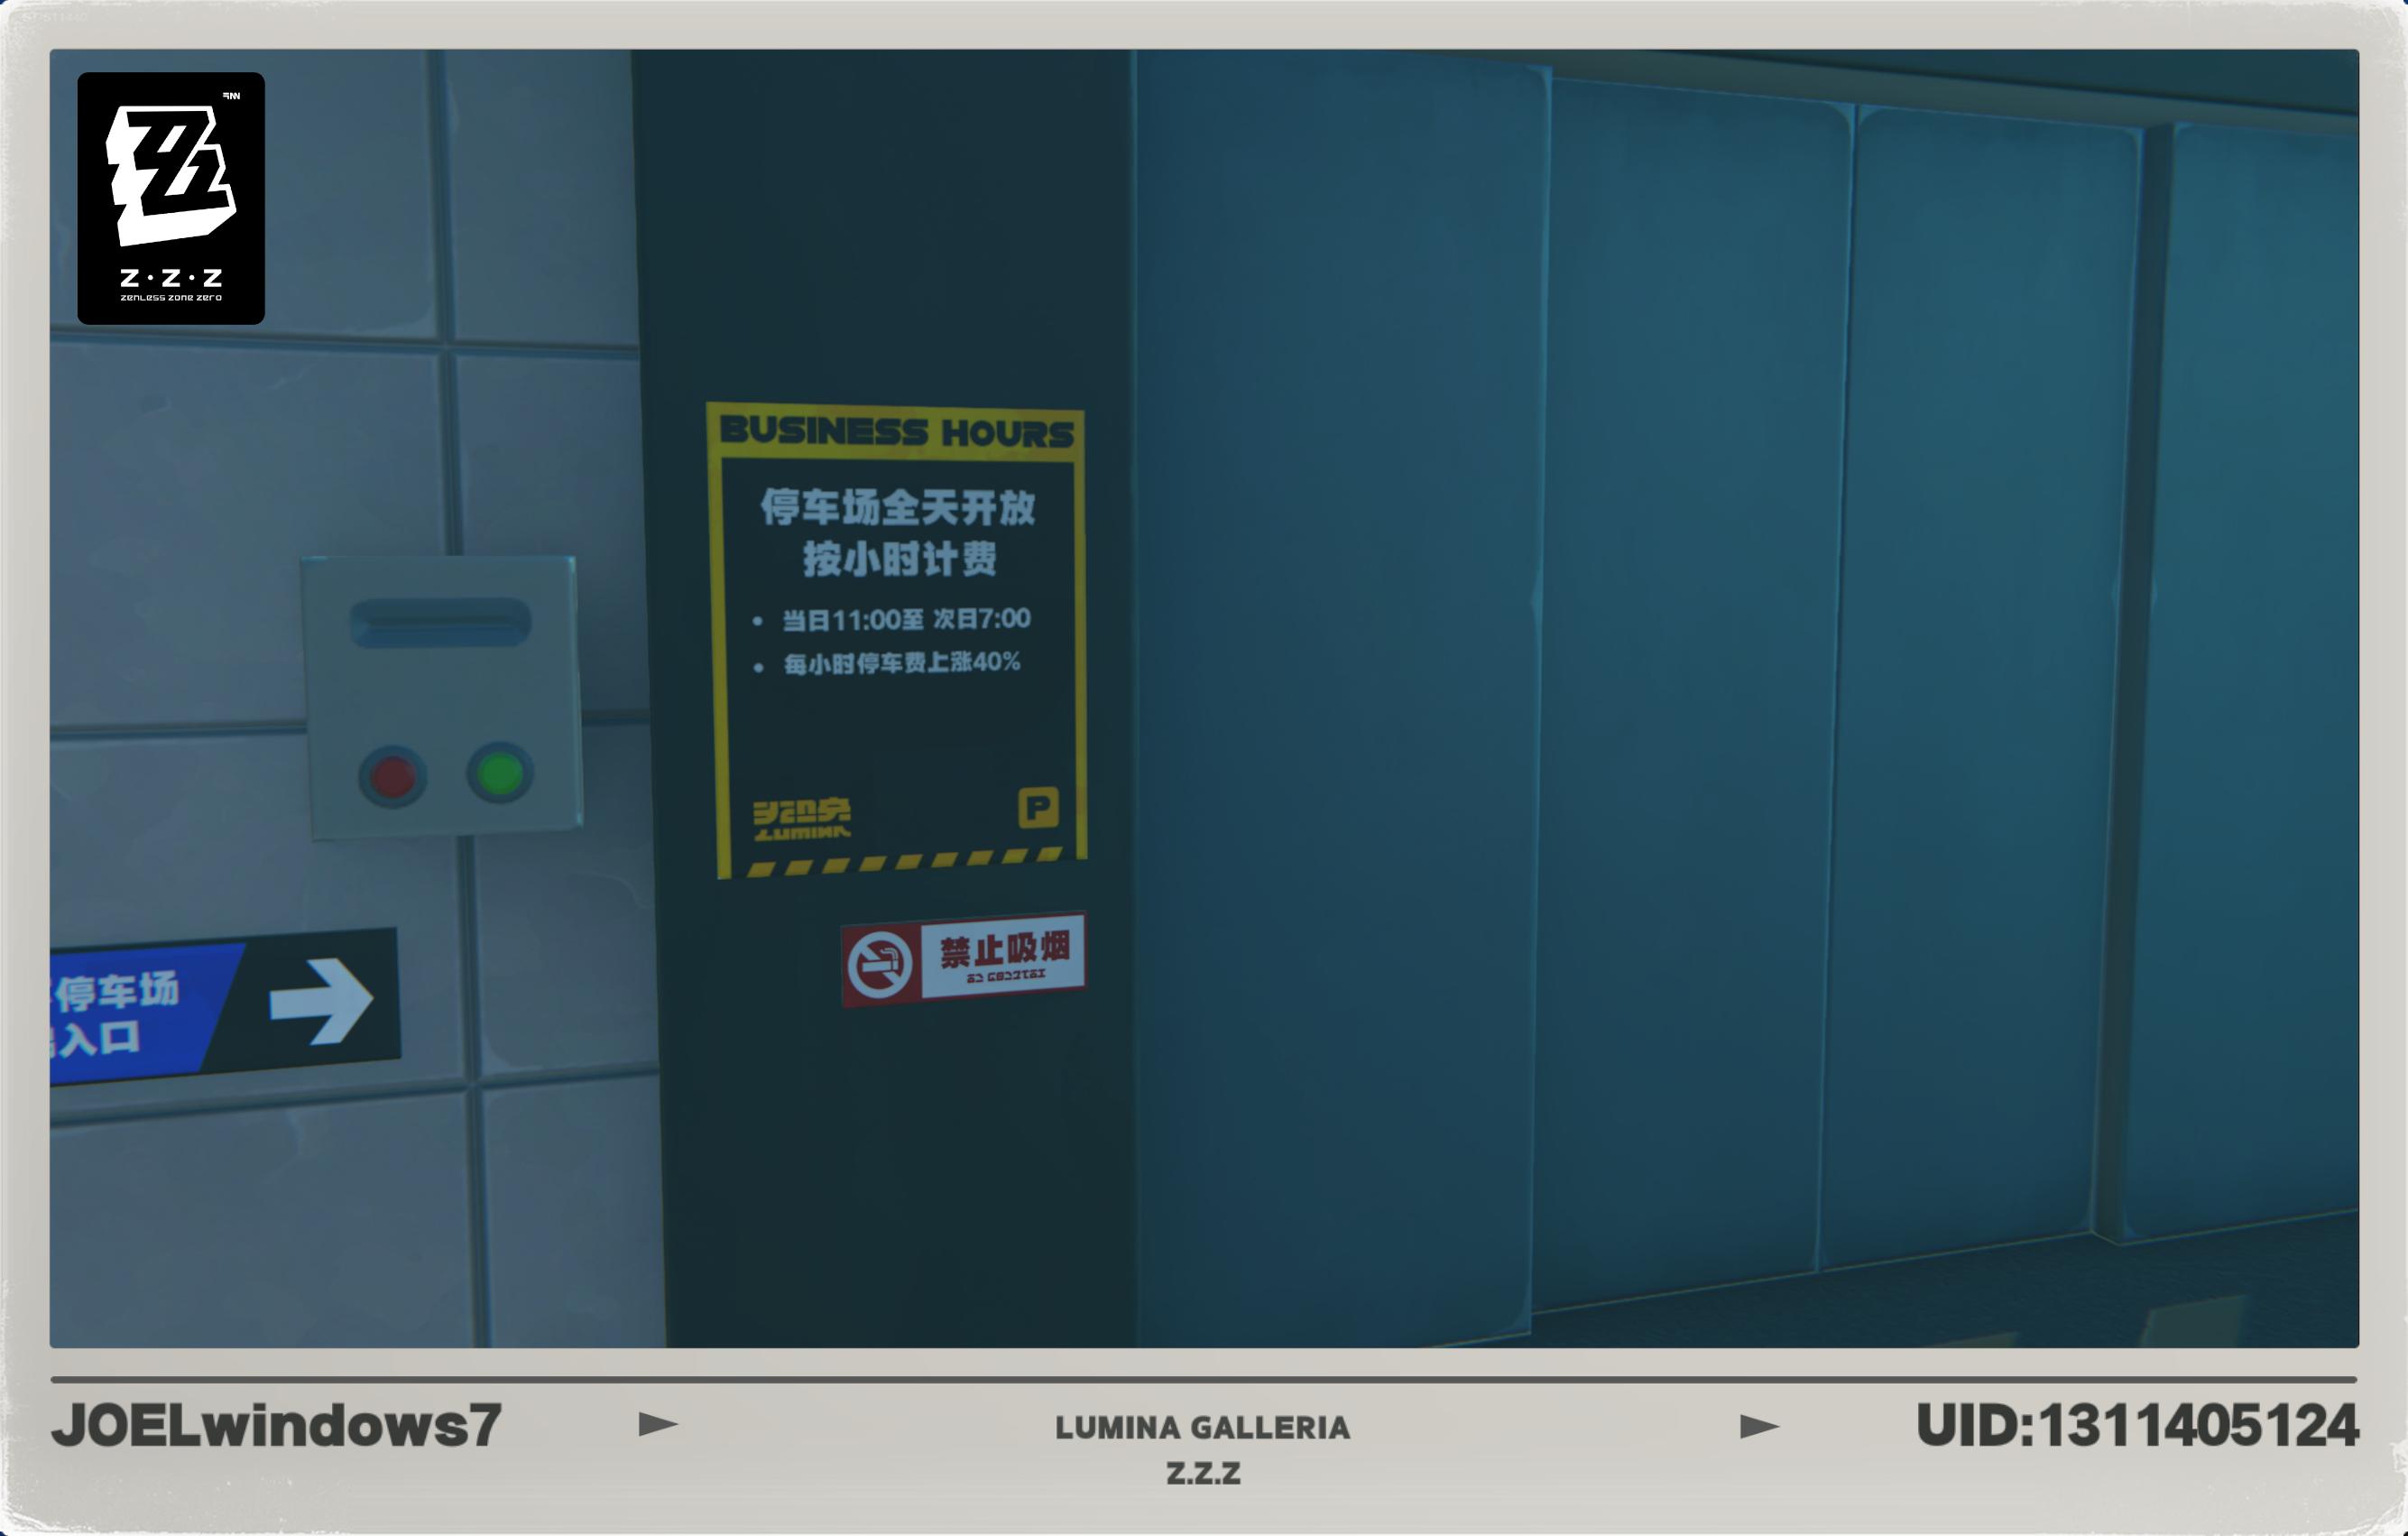 Z·Z·Z
ZENLESS ZONE ZERO
BUSINESS HOURS
停车场全天开放
按小时计费
• 当日11:00至 次日7:00
• 每小时停车费上涨40%
LUMINA
P
禁止吸烟
停车场
入口
JOELwindows7
LUMINA GALLERIA
Z.Z.Z
UID:1311405124